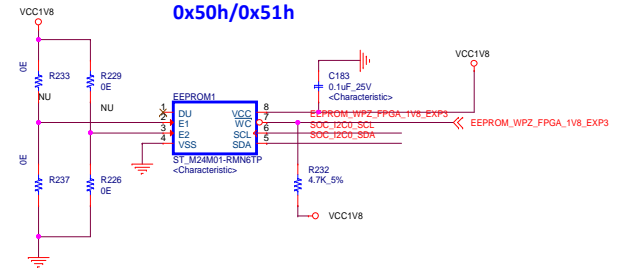 0x50h/0x51h
VCC1V8
0E
R233
NU
R229
0E
NU
C183
0.1uF_25V
<Characteristic>
VCC1V8
EEPROM1
1
DU
VCC
8
2
E1
WC
7
EEPROM_WPZ_FPGA_1V8_EXP3
EEPROM_WPZ_FPGA_1V8_EXP3
3
E2
SCL
6
SOC_I2C0_SCL
4
VSS
SDA
5
SOC_I2C0_SDA
ST_M24M01-RMN6TP
<Characteristic>
0E
R237
R226
0E
R232
4.7K_5%
VCC1V8